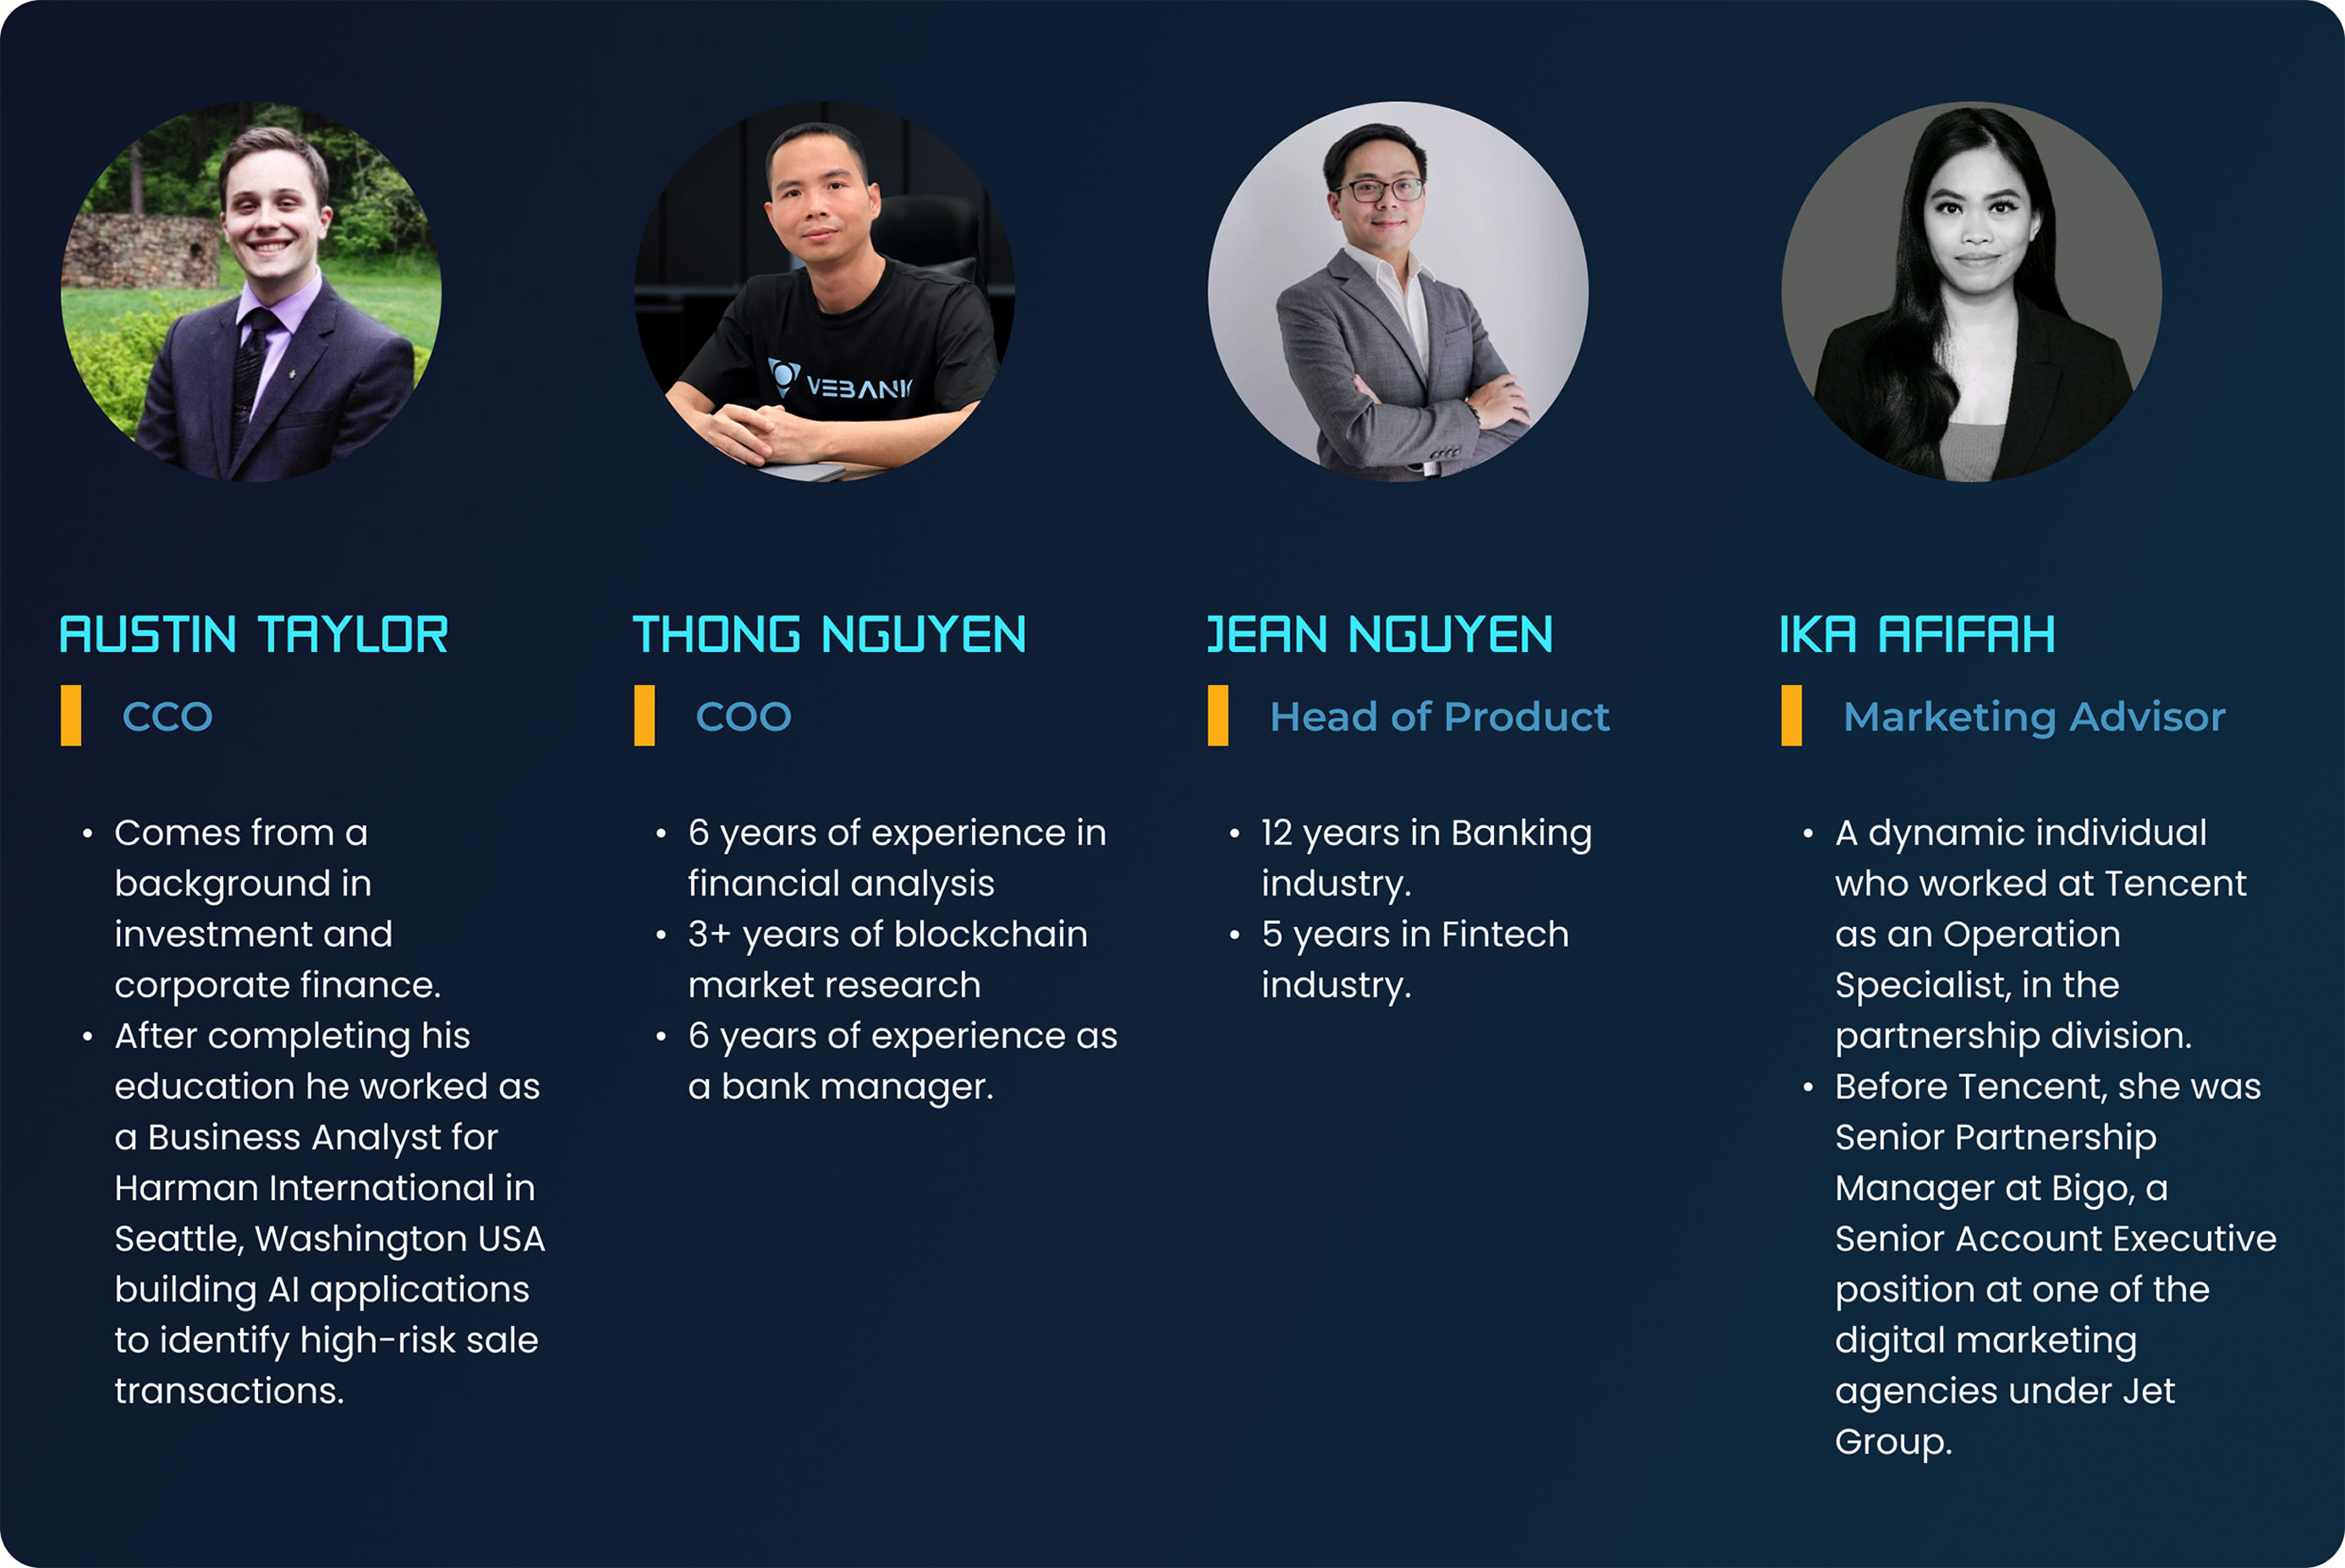 VEBANK
AUSTIN TAYLOR
CCO
• Comes from a
background in
investment and
corporate finance.
• After completing his
education he worked as
a Business Analyst for
Harman International in
Seattle, Washington USA
building AI applications
to identify high-risk sale
transactions.
THONG NGUYEN
COO
• 6 years of experience in
financial analysis
• 3+ years of blockchain
market research
• 6 years of experience as
a bank manager.
JEAN NGUYEN
Head of Product
• 12 years in Banking
industry.
• 5 years in Fintech
industry.
IKA AFIFAH
Marketing Advisor
• A dynamic individual
who worked at Tencent
as an Operation
Specialist, in the
partnership division.
• Before Tencent, she was
Senior Partnership
Manager at Bigo, a
Senior Account Executive
position at one of the
digital marketing
agencies under Jet
Group.